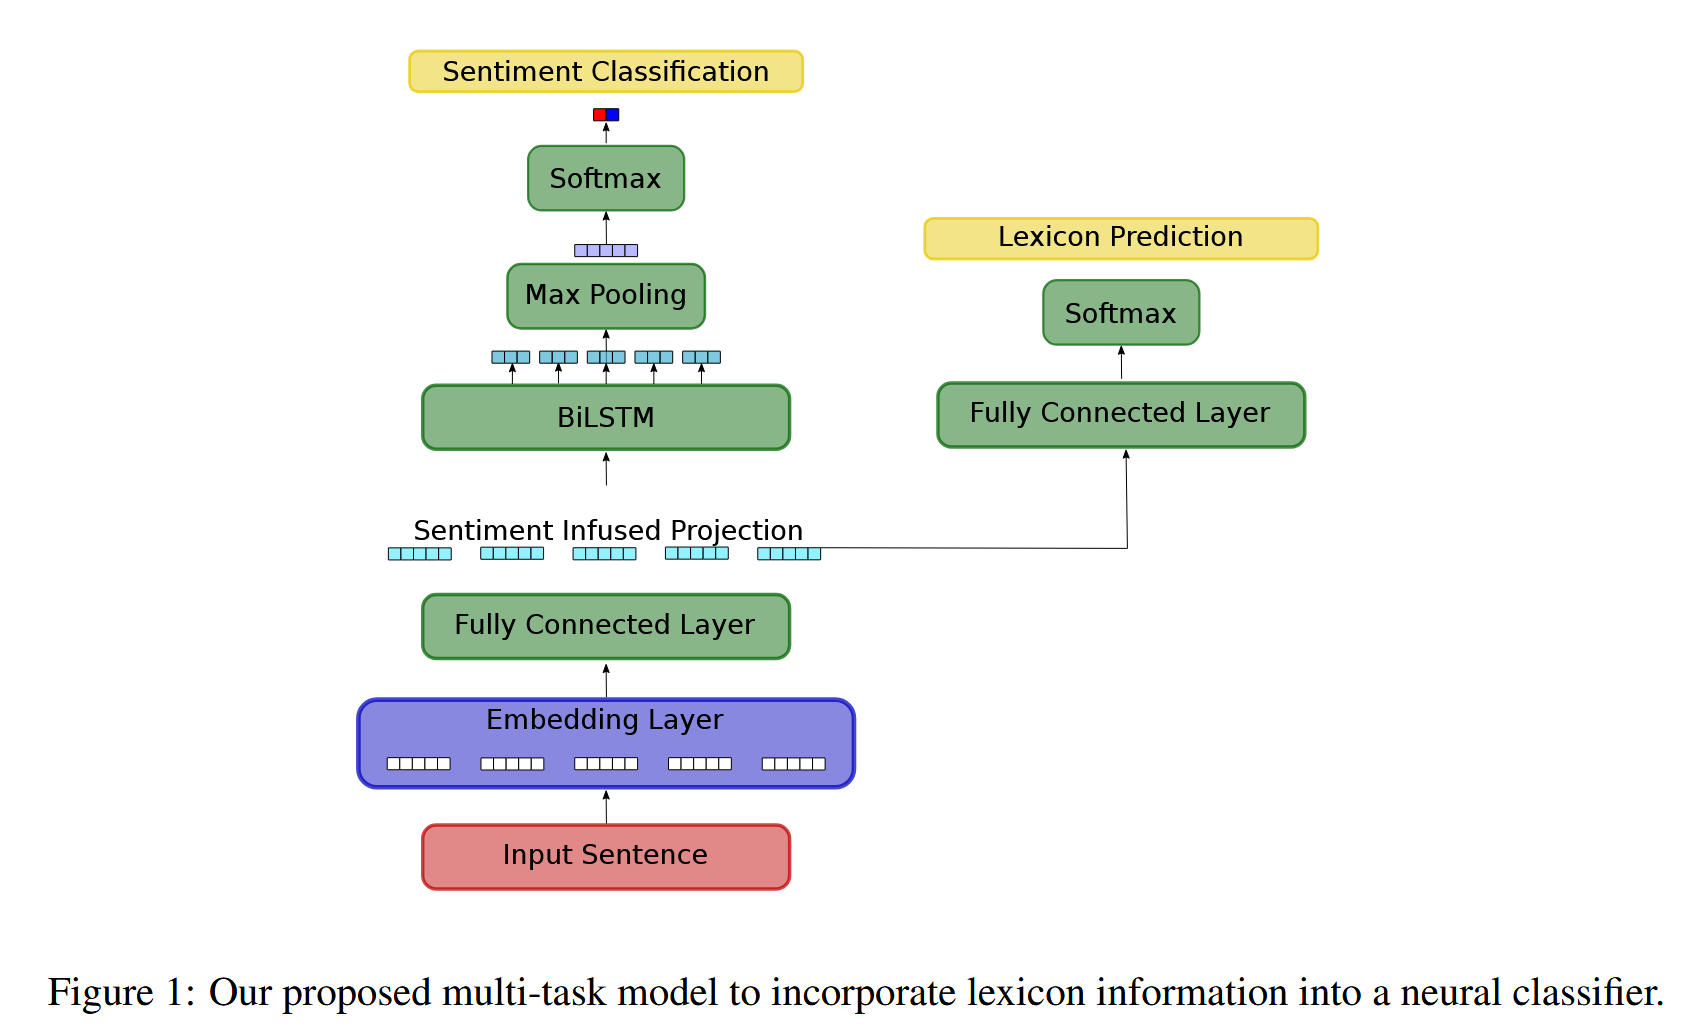 Sentiment Classification
Softmax
Max Pooling
BiLSTM
Sentiment Infused Projection
Fully Connected Layer
Embedding Layer
Input Sentence
Lexicon Prediction
Softmax
Fully Connected Layer
Figure 1: Our proposed multi-task model to incorporate lexicon information into a neural classifier.